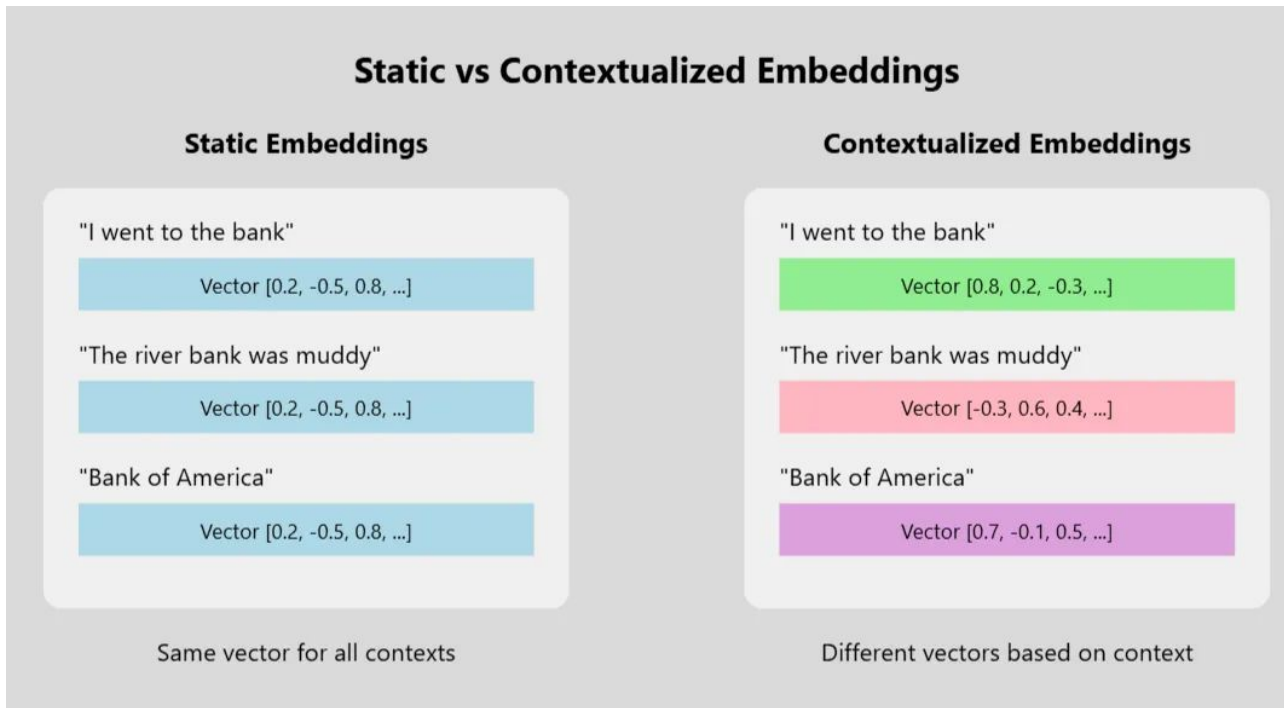 Static vs Contextualized Embeddings
Static Embeddings
"I went to the bank"
Vector [0.2, -0.5, 0.8, ...]
"The river bank was muddy"
Vector [0.2, -0.5, 0.8, ...]
"Bank of America"
Vector [0.2, -0.5, 0.8, ...]
Same vector for all contexts
Contextualized Embeddings
"I went to the bank"
Vector [0.8, 0.2, -0.3, ...]
"The river bank was muddy"
Vector [-0.3, 0.6, 0.4, ...]
"Bank of America"
Vector [0.7, -0.1, 0.5, ...]
Different vectors based on context